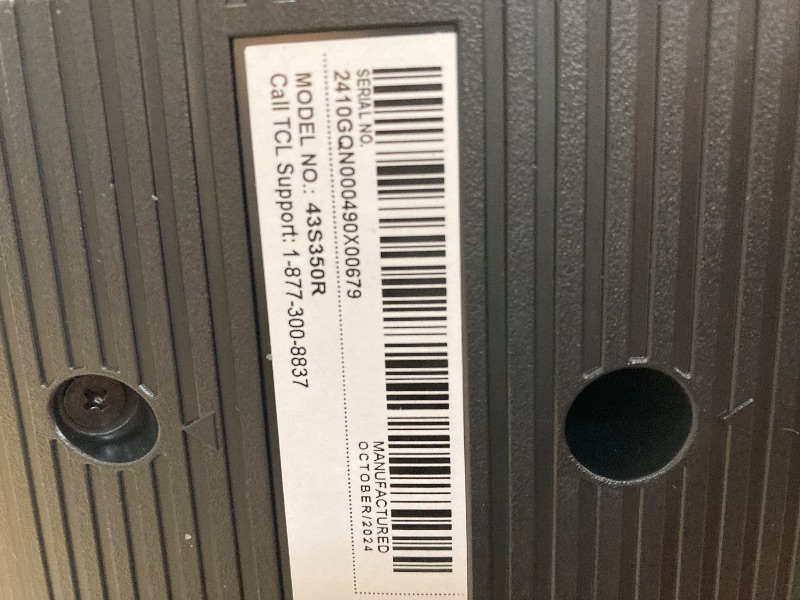 SERIAL NO.
2410GQN000490X00679
MANUFACTURED
OCTOBER/2024
MODEL NO.: 43S350R
Call TCL Support: 1-877-300-8837